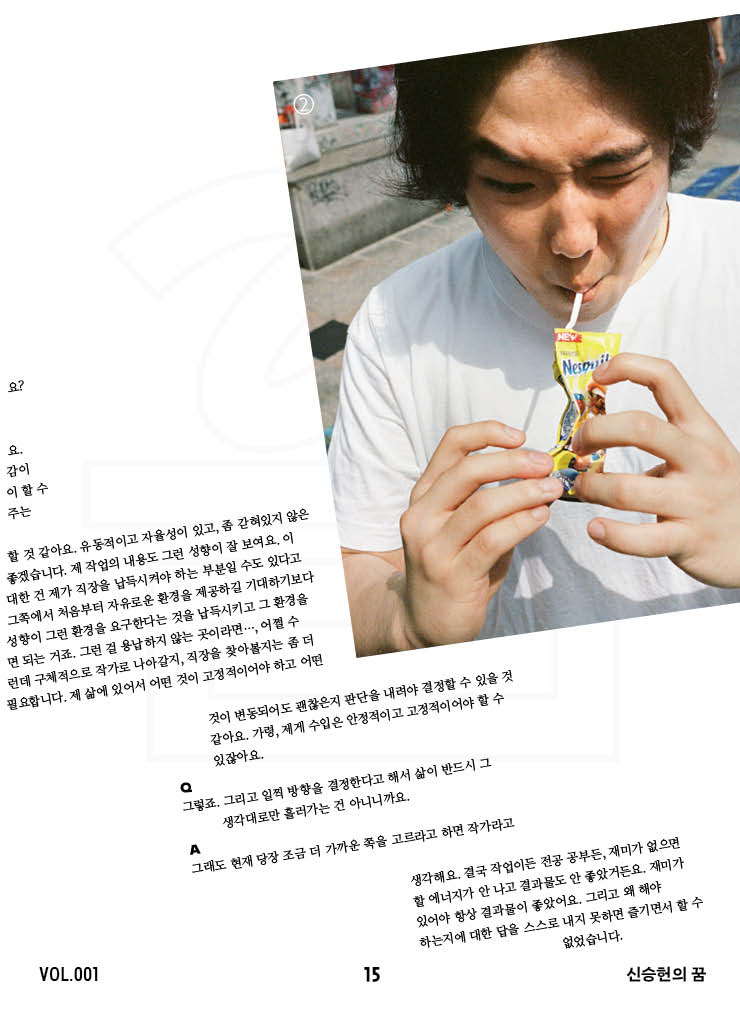 ②
NEW
Nesquik
요?
요.
감이
이 할 수
주는
할 것 같아요. 유동적이고 자율성이 있고, 좀 갇혀있지 않은
좋겠습니다. 제 작업의 내용도 그런 성향이 잘 보여요. 이
대한 건 제가 직장을 납득시켜야 하는 부분일 수도 있다고
그쪽에서 처음부터 자유로운 환경을 제공하길 기대하기보다
성향이 그런 환경을 요구한다는 것을 납득시키고 그 환경을
면 되는 거죠. 그런 걸 용납하지 않는 곳이라면…, 어쩔 수
런데 구체적으로 작가로 나아갈지, 직장을 찾아볼지는 좀 더
필요합니다. 제 삶에 있어서 어떤 것이 고정적이어야 하고 어떤
것이 변동되어도 괜찮은지 판단을 내려야 결정할 수 있을 것
같아요. 가령, 제게 수입은 안정적이고 고정적이어야 할 수
있잖아요.
Q
그렇죠. 그리고 일찍 방향을 결정한다고 해서 삶이 반드시 그
생각대로만 흘러가는 건 아니니까요.
A
그래도 현재 당장 조금 더 가까운 쪽을 고르라고 하면 작가라고
생각해요. 결국 작업이든 전공 공부든, 재미가 없으면
할 에너지가 안 나고 결과물도 안 좋았거든요. 재미가
있어야 항상 결과물이 좋았어요. 그리고 왜 해야
하는지에 대한 답을 스스로 내지 못하면 즐기면서 할 수
없었습니다.
VOL.001
15
신승헌의 꿈